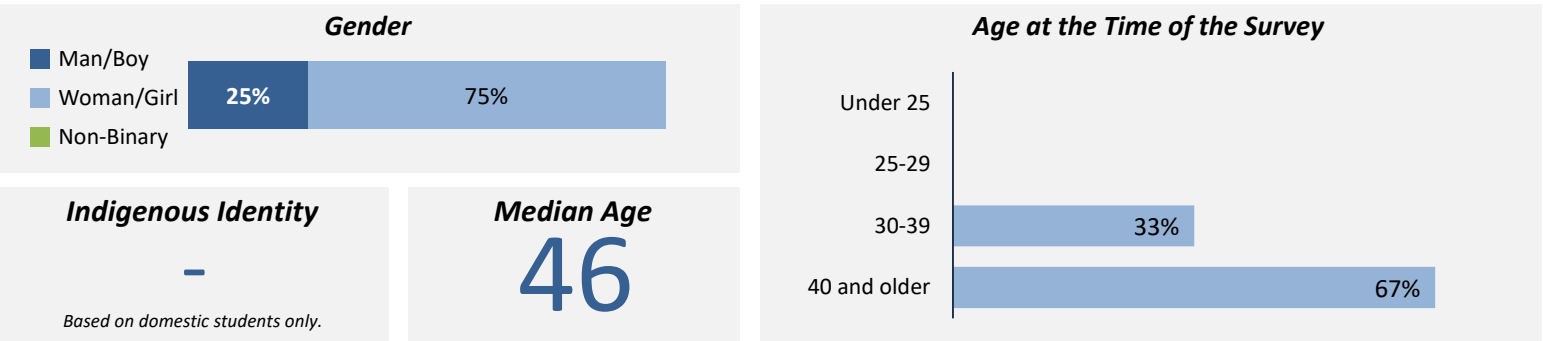 Gender
Man/Boy
Woman/Girl
Non-Binary
25%
75%
Indigenous Identity
-
Based on domestic students only.
Median Age
46
Age at the Time of the Survey
Under 25
25-29
30-39
33%
40 and older
67%